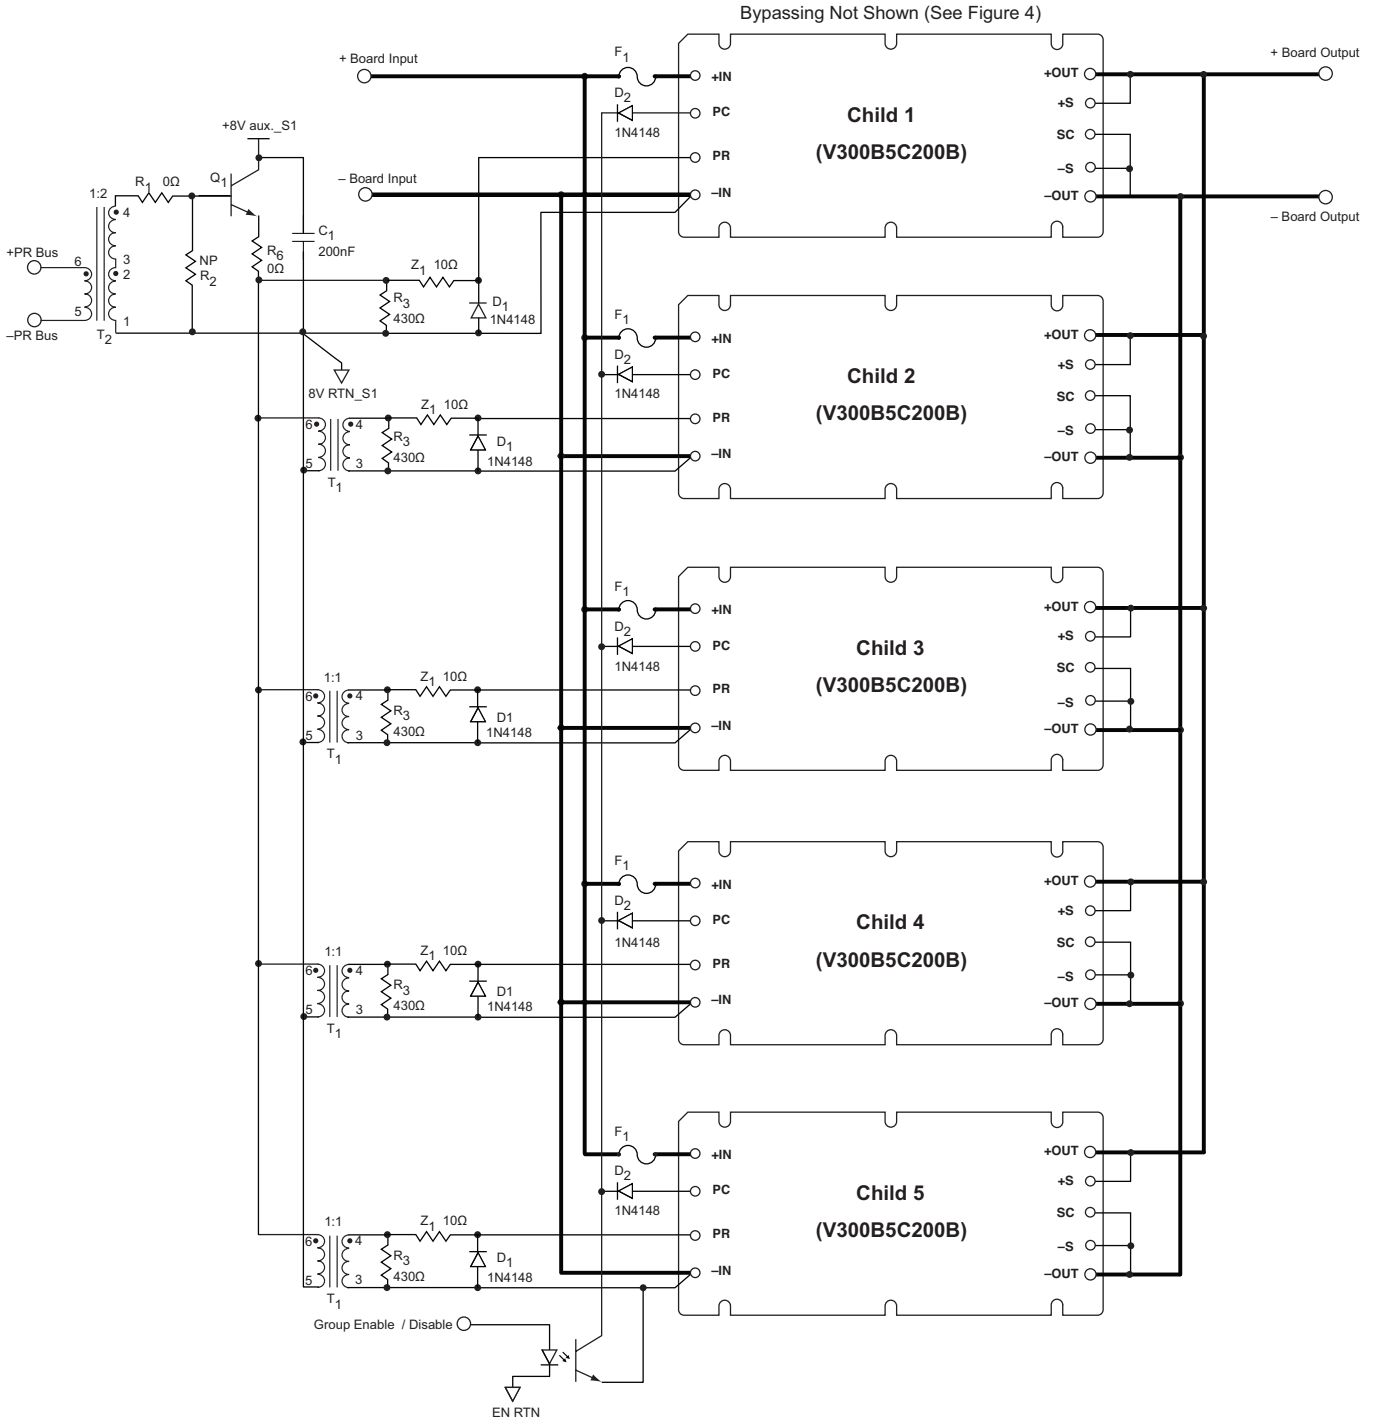 Bypassing Not Shown (See Figure 4)
+ Board Input
F1
+IN
+OUT
+ Board Output
D2
PC
Child 1
+S
1N4148
+8V aux._S1
SC
(V300B5C200B)
PR
–S
R1 0Ω
Q1
– Board Input
–IN
–OUT
– Board Output
1:2
4
C1
200nF
R6
0Ω
+PR Bus
6
3
2
NP
R2
Z1 10Ω
R3
430Ω
D1
1N4148
5
1
–PR Bus
T2
8V RTN_S1
F1
+IN
+OUT
D2
PC
Child 2
+S
1N4148
SC
(V300B5C200B)
Z1 10Ω
PR
–S
6
4
R3
430Ω
D1
1N4148
–IN
–OUT
5
3
T1
F1
+IN
+OUT
D2
PC
Child 3
+S
1N4148
SC
1:1
Z1 10Ω
(V300B5C200B)
PR
–S
6
4
R3
430Ω
D1
1N4148
–IN
–OUT
5
3
T1
F1
+IN
+OUT
D2
PC
Child 4
+S
1N4148
SC
1:1
Z1 10Ω
(V300B5C200B)
PR
–S
6
4
R3
430Ω
D1
1N4148
–IN
–OUT
5
3
T1
F1
+IN
+OUT
D2
PC
Child 5
+S
1N4148
SC
1:1
Z1 10Ω
(V300B5C200B)
PR
–S
6
4
R3
430Ω
D1
1N4148
–IN
–OUT
5
3
T1
Group Enable / Disable
EN RTN